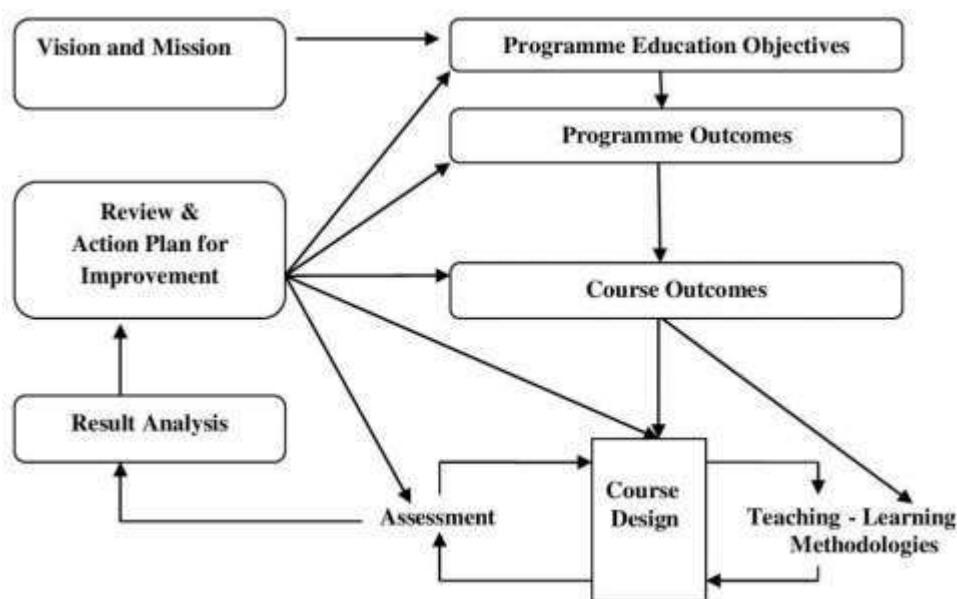 Vision and Mission
Programme Education Objectives
Programme Outcomes
Review &
Action Plan for
Improvement
Course Outcomes
Result Analysis
Assessment
Course
Design
Teaching - Learning
Methodologies